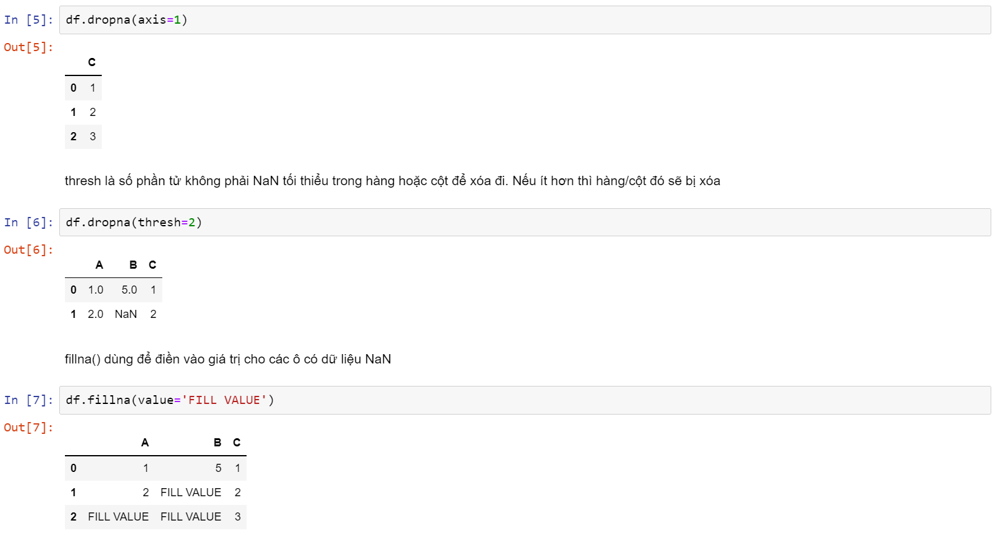 In [5]: df.dropna(axis=1)
Out[5]:
C
0 1
1 2
2 3
thresh là số phần tử không phải NaN tối thiểu trong hàng hoặc cột để xóa đi. Nếu ít hơn thì hàng/cột đó sẽ bị xóa
In [6]: df.dropna(thresh=2)
Out[6]:
A B C
0 1.0 5.0 1
1 2.0 NaN 2
fillna() dùng để điền vào giá trị cho các ô có dữ liệu NaN
In [7]: df.fillna(value='FILL VALUE')
Out[7]:
A B C
0 1 5 1
1 2 FILL VALUE 2
2 FILL VALUE FILL VALUE 3